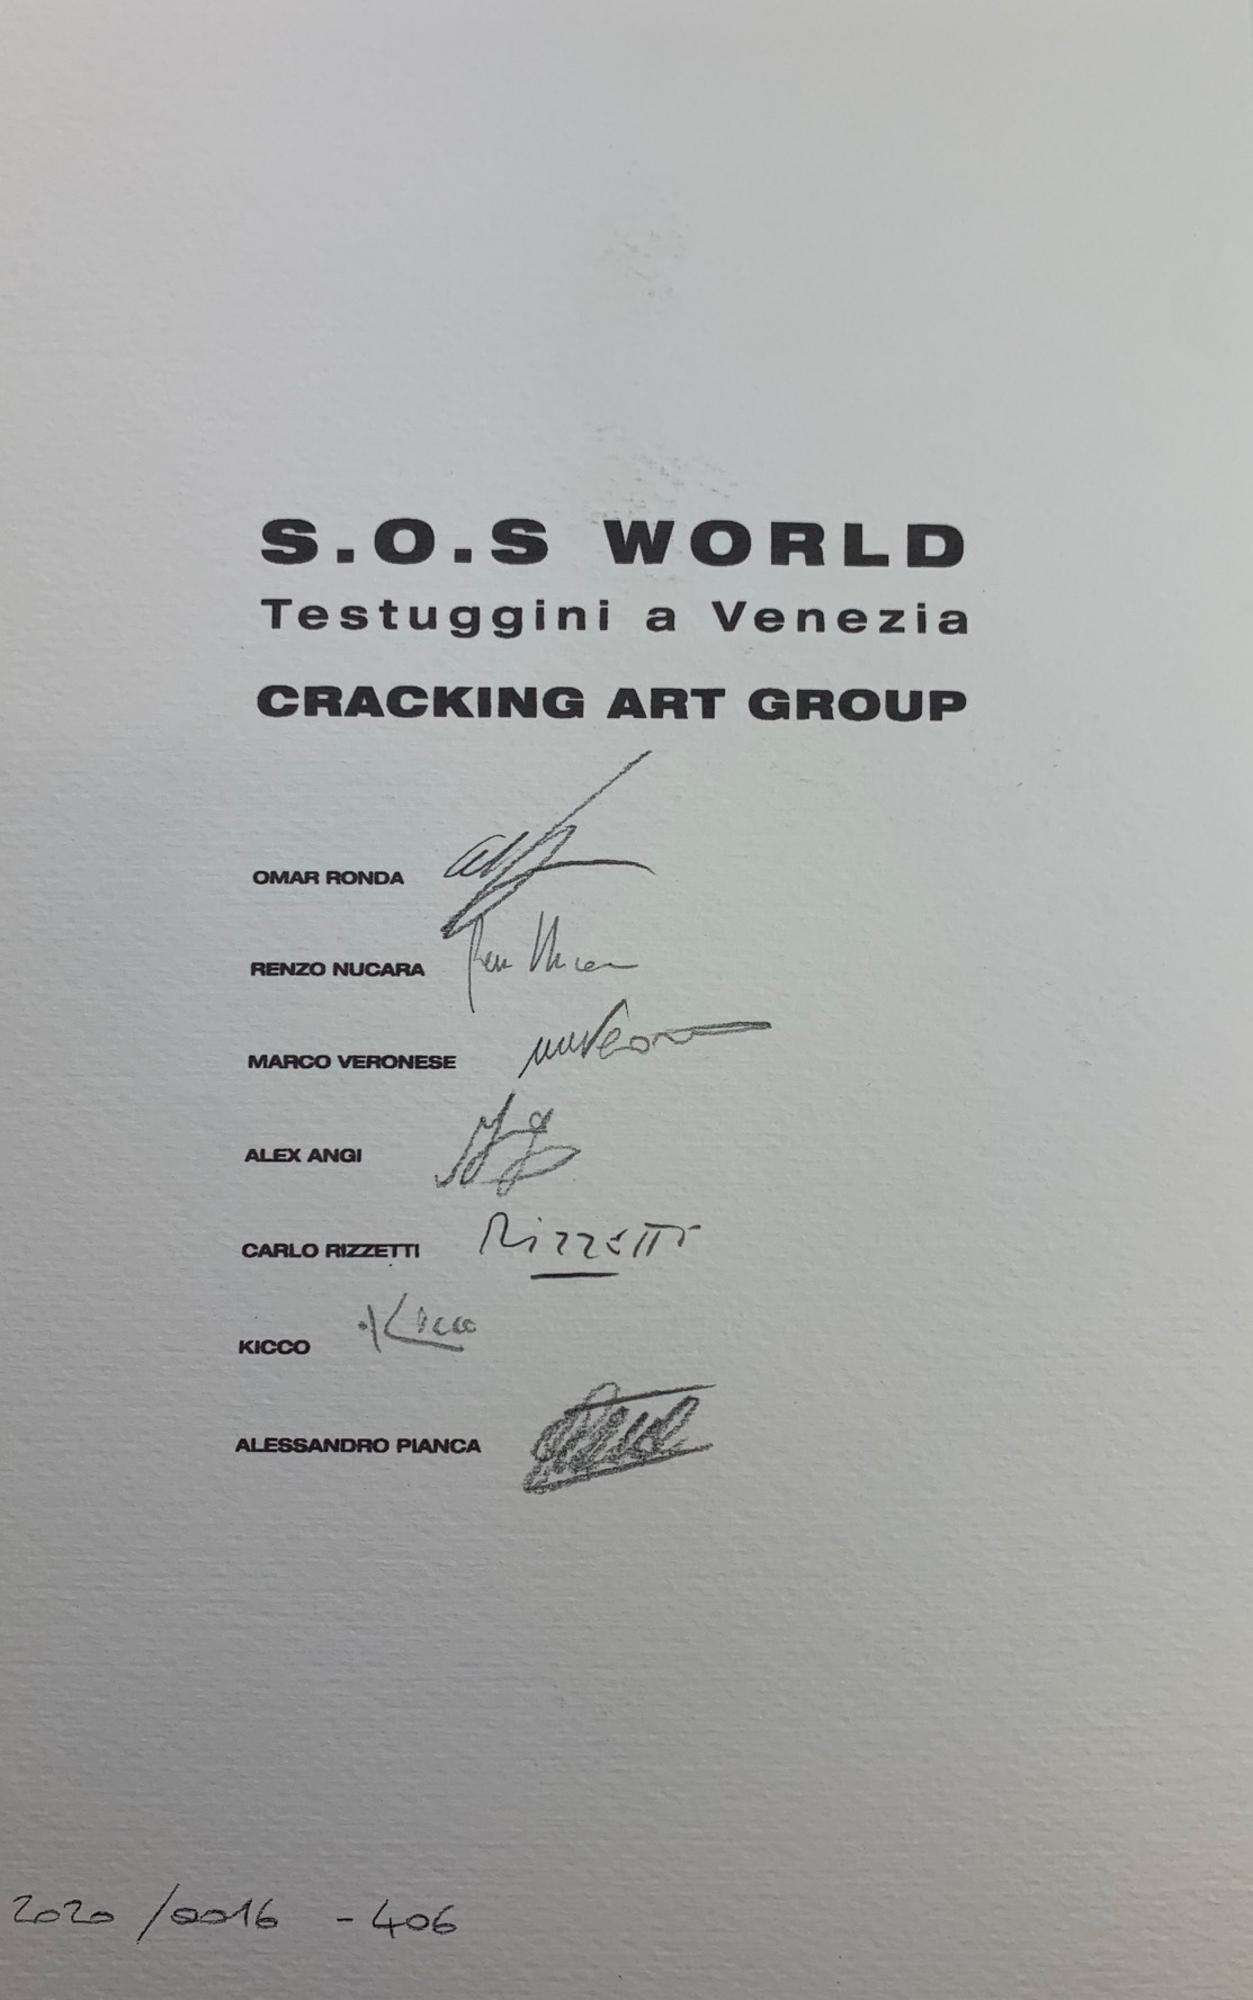 S.O.S WORLD
Testuggini a Venezia
CRACKING ART GROUP
OMAR RONDA
RENZO NUCARA
MARCO VERONESE
ALEX ANGI
CARLO RIZZETTI RIZZETTI
KICCO Kicco
ALESSANDRO PIANCA
2020/0016 - 406